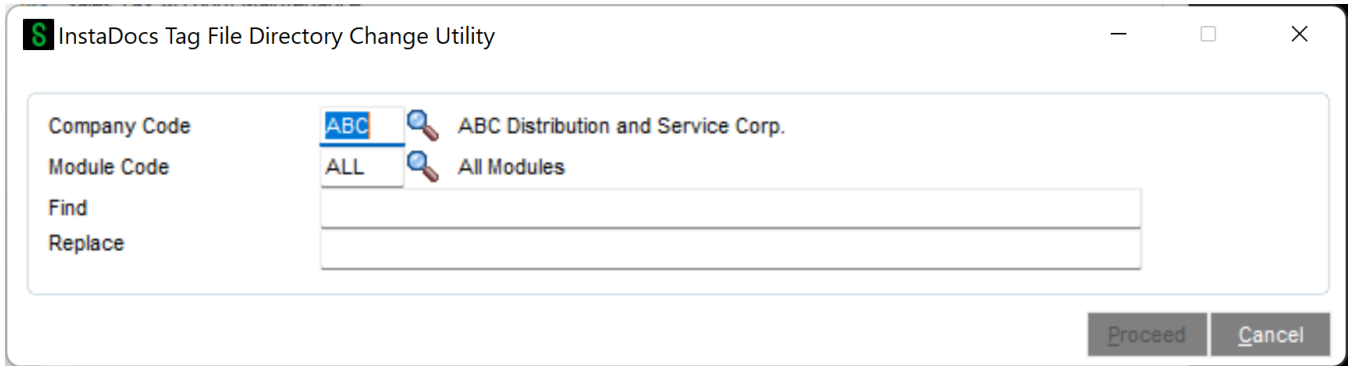 InstaDocs Tag File Directory Change Utility
Company Code ABC ABC Distribution and Service Corp.
Module Code ALL All Modules
Find
Replace
Proceed Cancel